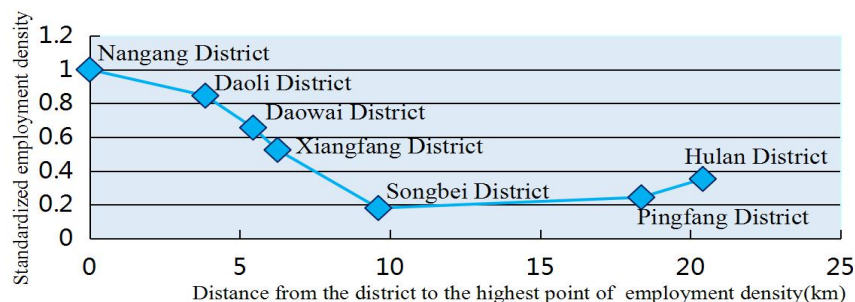 Standardized employment density
1.2
1
0.8
0.6
0.4
0.2
0
Nangang District
Daoli District
Daowai District
Xiangfang District
Songbei District
Hulan District
Pingfang District
0
5
10
15
20
25
Distance from the district to the highest point of employment density(km)